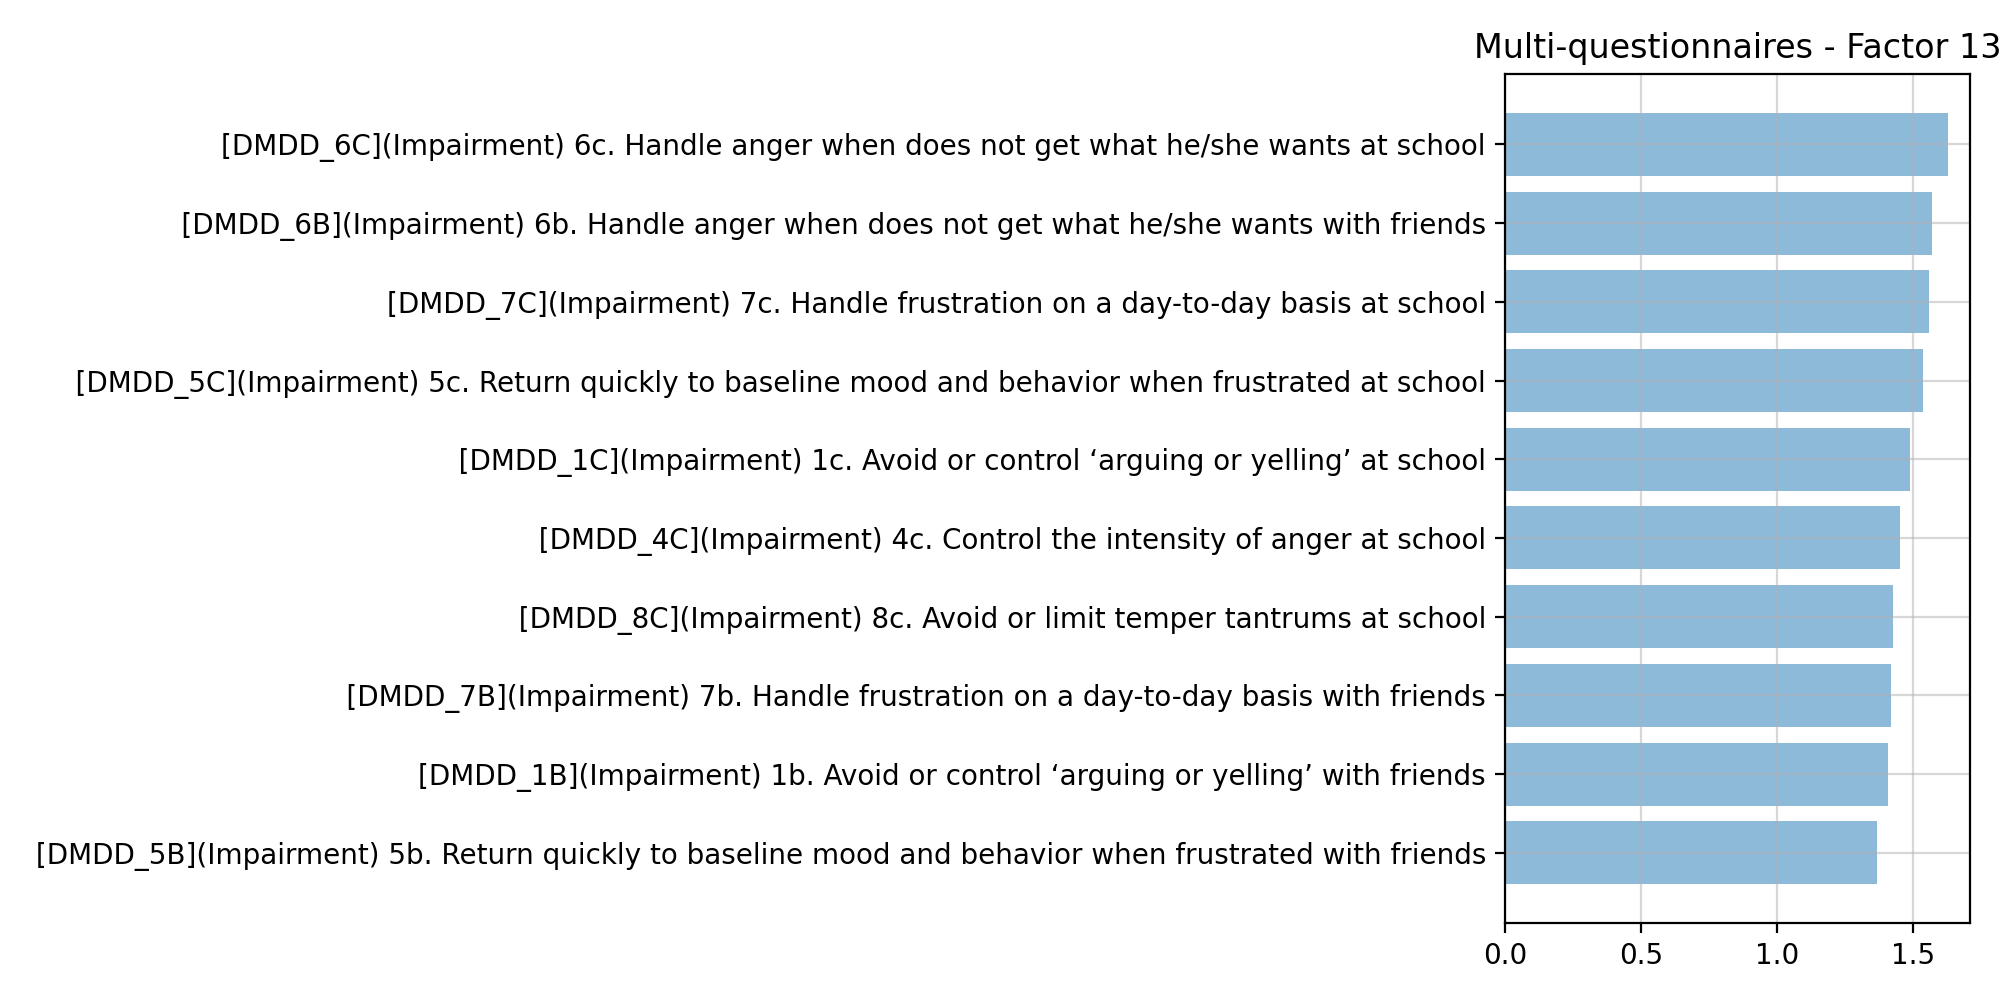 Multi-questionnaires - Factor 13
[DMDD_6C](Impairment) 6c. Handle anger when does not get what he/she wants at school
[DMDD_6B](Impairment) 6b. Handle anger when does not get what he/she wants with friends
[DMDD_7C](Impairment) 7c. Handle frustration on a day-to-day basis at school
[DMDD_5C](Impairment) 5c. Return quickly to baseline mood and behavior when frustrated at school
[DMDD_1C](Impairment) 1c. Avoid or control ‘arguing or yelling’ at school
[DMDD_4C](Impairment) 4c. Control the intensity of anger at school
[DMDD_8C](Impairment) 8c. Avoid or limit temper tantrums at school
[DMDD_7B](Impairment) 7b. Handle frustration on a day-to-day basis with friends
[DMDD_1B](Impairment) 1b. Avoid or control ‘arguing or yelling’ with friends
[DMDD_5B](Impairment) 5b. Return quickly to baseline mood and behavior when frustrated with friends
0.0 0.5 1.0 1.5